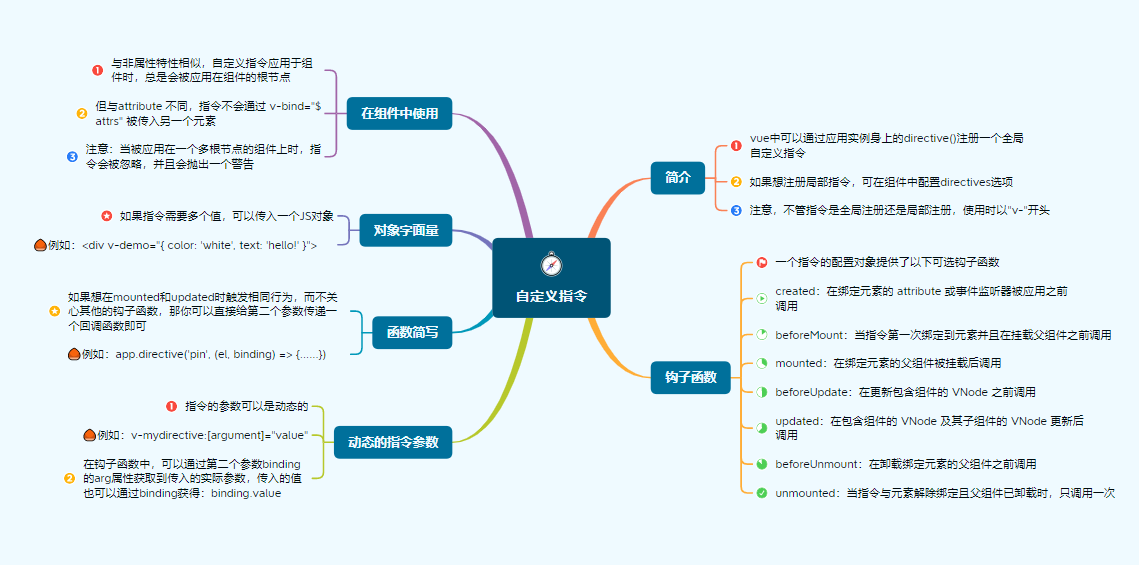 自定义指令
简介
vue中可以通过应用实例身上的directive()注册一个全局
自定义指令
如果想注册局部指令，可在组件中配置directives选项
注意，不管指令是全局注册还是局部注册，使用时以"v-"开头
钩子函数
一个指令的配置对象提供了以下可选钩子函数
created：在绑定元素的 attribute 或事件监听器被应用之前
调用
beforeMount：当指令第一次绑定到元素并且在挂载父组件之前调用
mounted：在绑定元素的父组件被挂载后调用
beforeUpdate：在更新包含组件的 VNode 之前调用
updated：在包含组件的 VNode 及其子组件的 VNode 更新后
调用
beforeUnmount：在卸载绑定元素的父组件之前调用
unmounted：当指令与元素解除绑定且父组件已卸载时，只调用一次
在组件中使用
与非属性特性相似，自定义指令应用于组
件时，总是会被应用在组件的根节点
但与attribute 不同，指令不会通过 v-bind="$
attrs" 被传入另一个元素
注意：当被应用在一个多根节点的组件上时，指
令会被忽略，并且会抛出一个警告
对象字面量
如果指令需要多个值，可以传入一个JS对象
例如：<div v-demo="{ color: 'white', text: 'hello!' }">
函数简写
如果想在mounted和updated时触发相同行为，而不关
心其他的钩子函数，那你可以直接给第二个参数传递一
个回调函数即可
例如：app.directive('pin', (el, binding) => {......})
动态的指令参数
指令的参数可以是动态的
例如：v-mydirective:[argument]="value"
在钩子函数中，可以通过第二个参数binding
的arg属性获取到传入的实际参数，传入的值
也可以通过binding获得：binding.value